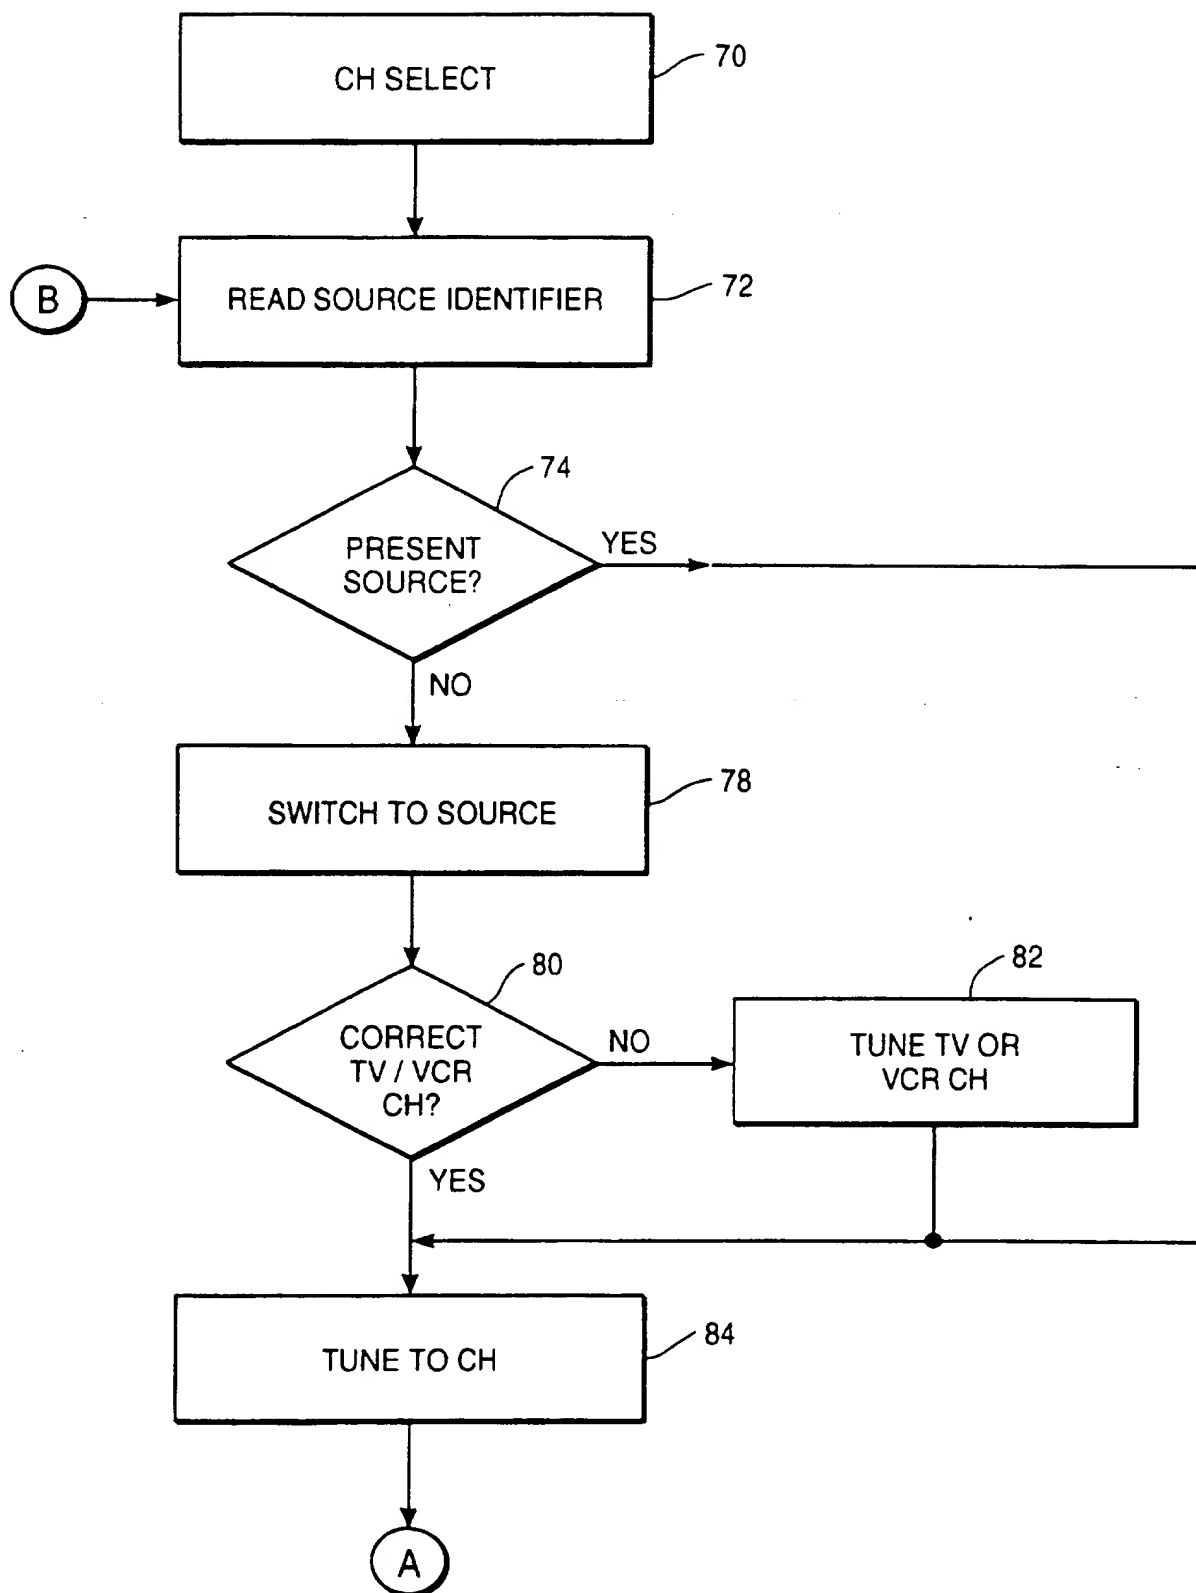 CH SELECT
70
B
READ SOURCE IDENTIFIER
72
74
PRESENT
SOURCE?
YES
NO
SWITCH TO SOURCE
78
80
CORRECT
TV / VCR
CH?
NO
82
TUNE TV OR
VCR CH
YES
TUNE TO CH
84
A